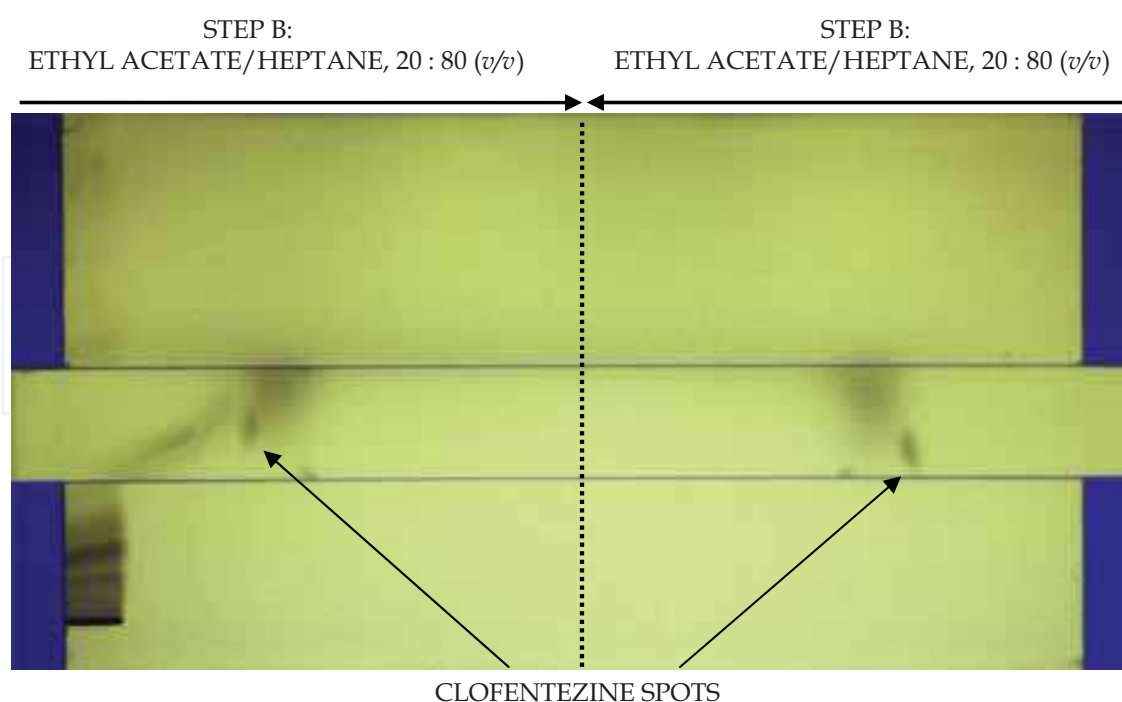 STEP B:
ETHYL ACETATE/HEPTANE, 20 : 80 (v/v)
STEP B:
ETHYL ACETATE/HEPTANE, 20 : 80 (v/v)
CLOFENTEZINE SPOTS